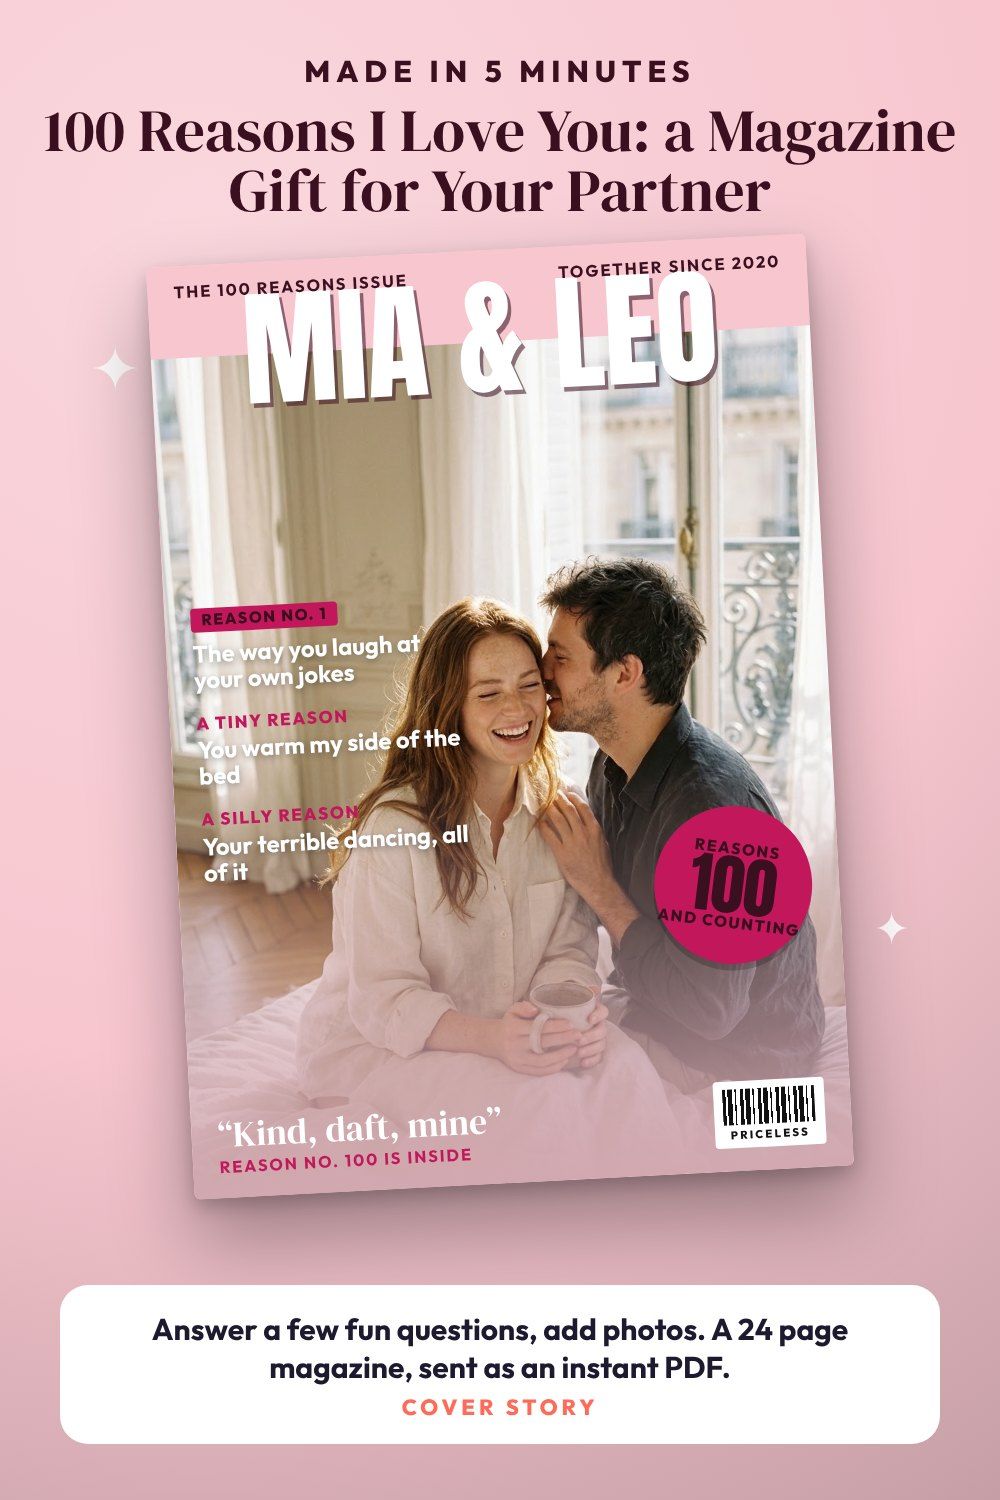 MADE IN 5 MINUTES
100 Reasons I Love You: a Magazine
Gift for Your Partner
THE 100 REASONS ISSUE
TOGETHER SINCE 2020
MIA & LEO
REASON NO. 1
The way you laugh at
your own jokes
A TINY REASON
You warm my side of the
bed
A SILLY REASON
Your terrible dancing, all
of it
REASONS
100
AND COUNTING
“Kind, daft, mine”
REASON NO. 100 IS INSIDE
PRICELESS
Answer a few fun questions, add photos. A 24 page
magazine, sent as an instant PDF.
COVER STORY